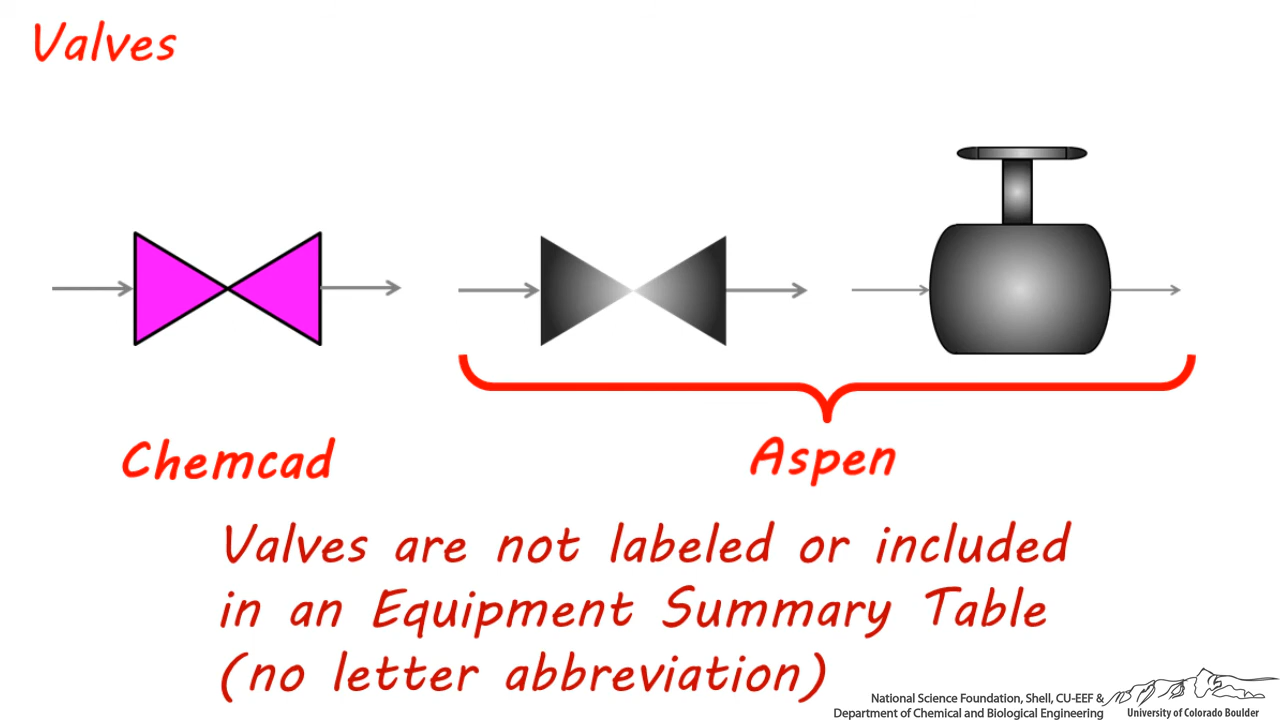 Valves
Chemcad
Aspen
Valves are not labeled or included
in an Equipment Summary Table
(no letter abbreviation)
National Science Foundation, Shell, CU-EEF &
Department of Chemical and Biological Engineering
University of Colorado Boulder